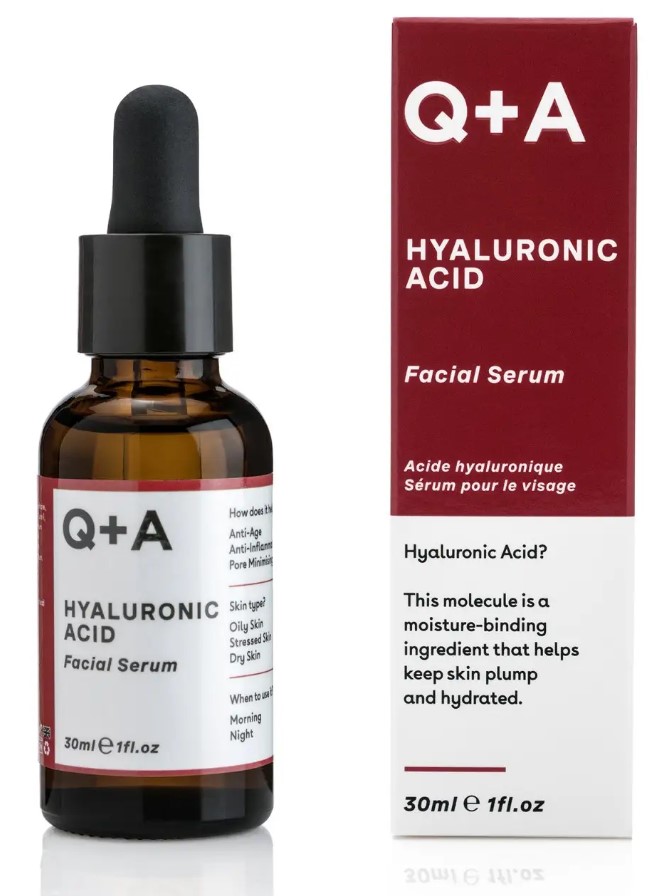 Q+A
HYALURONIC
ACID
Facial Serum
30ml ℮ 1fl.oz
How does it
Anti-Age
Pore
Skin type?
Oily Skin
Stressed Skin
Dry Skin
When to use
Morning
Night
Q+A
HYALURONIC
ACID
Facial Serum
Acide hyaluronique
Sérum pour le visage
Hyaluronic Acid?
This molecule is a
moisture-binding
ingredient that helps
keep skin plump
and hydrated.
30ml ℮ 1fl.oz